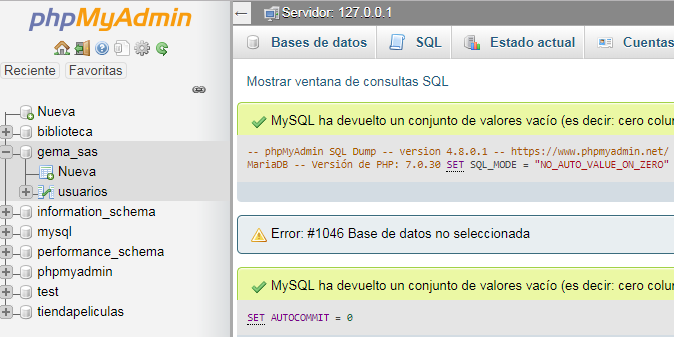 phpMyAdmin
Reciente Favoritas
Nueva
biblioteca
gema_sas
Nueva
usuarios
information_schema
mysql
performance_schema
phpmyadmin
test
tiendapeliculas
Servidor: 127.0.0.1
Bases de datos SQL Estado actual Cuentas
Mostrar ventana de consultas SQL
MySQL ha devuelto un conjunto de valores vacío (es decir: cero colum
-- phpMyAdmin SQL Dump -- version 4.8.0.1 -- https://www.phpmyadmin.net/
MariaDB -- Versión de PHP: 7.0.30 SET SQL_MODE = "NO_AUTO_VALUE_ON_ZERO"
Error: #1046 Base de datos no seleccionada
MySQL ha devuelto un conjunto de valores vacío (es decir: cero colum
SET AUTOCOMMIT = 0